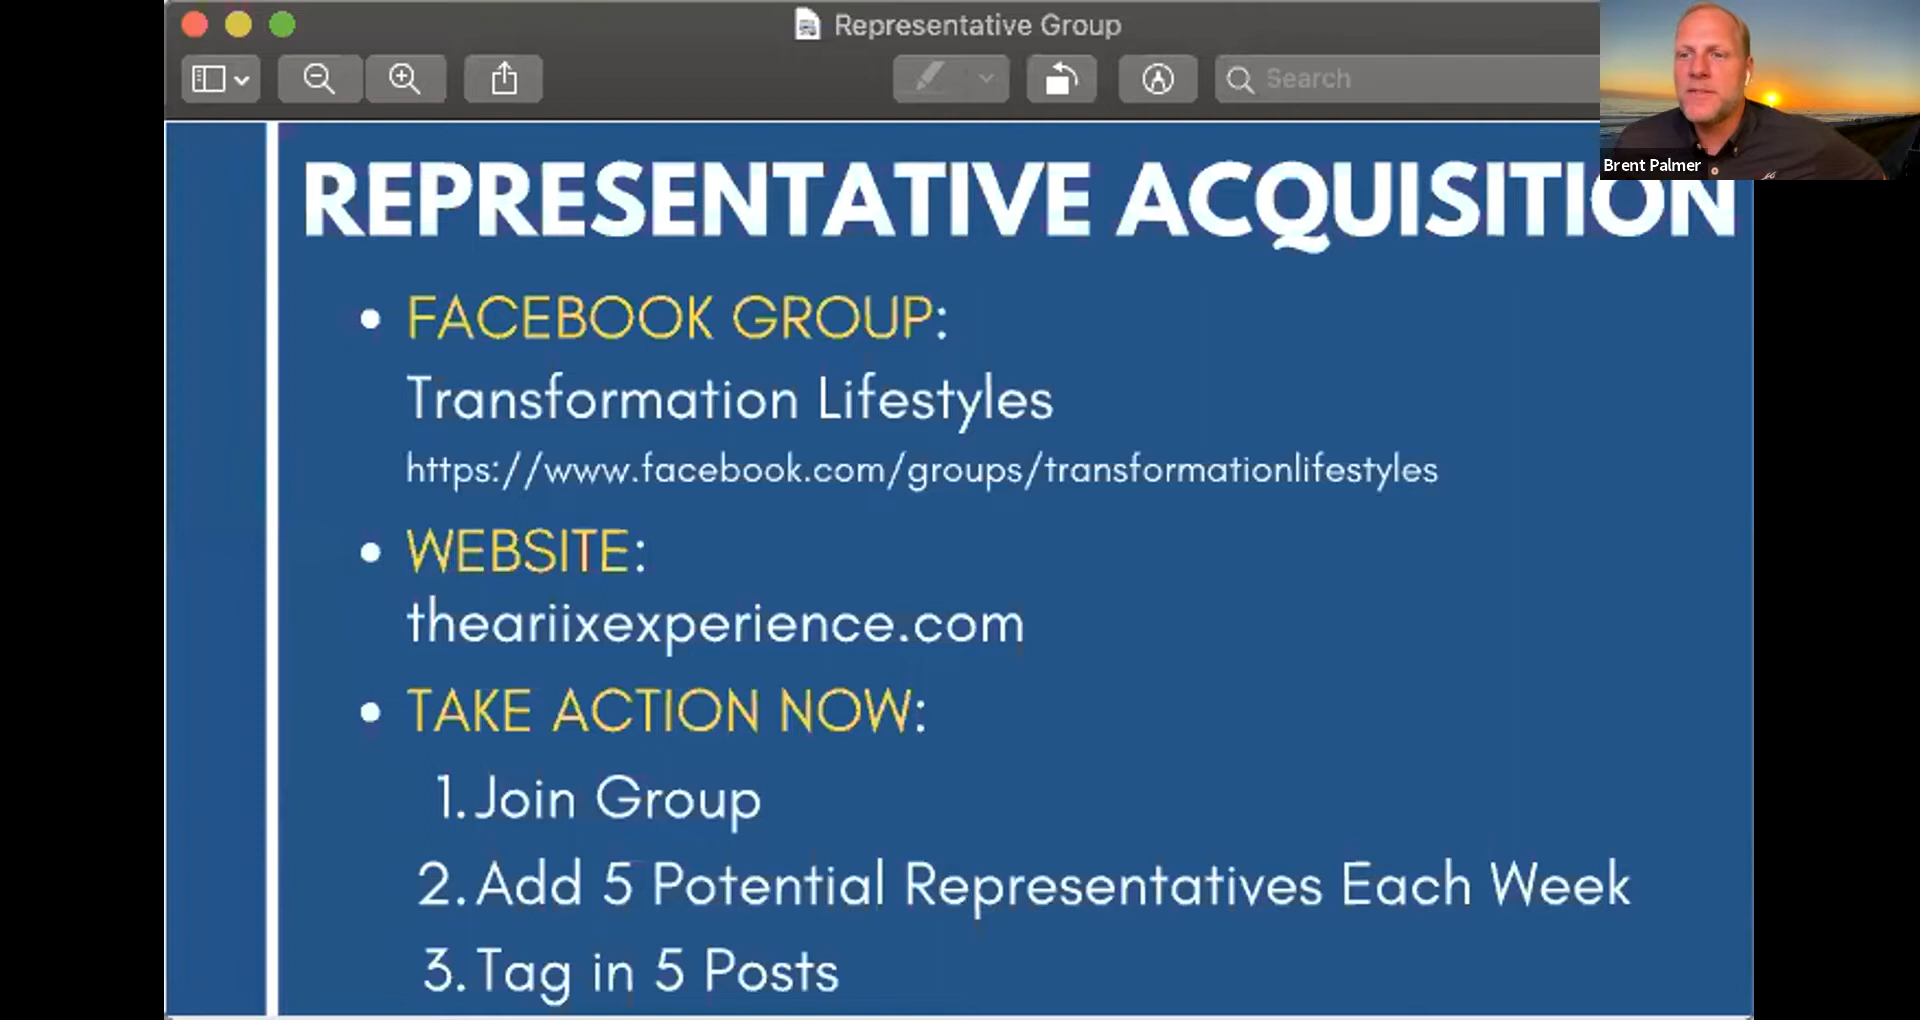 Representative Group
Search
Brent Palmer
REPRESENTATIVE ACQUISITION
• FACEBOOK GROUP:
Transformation Lifestyles
https://www.facebook.com/groups/transformationlifestyles
• WEBSITE:
theariixexperience.com
• TAKE ACTION NOW:
1. Join Group
2. Add 5 Potential Representatives Each Week
3. Tag in 5 Posts